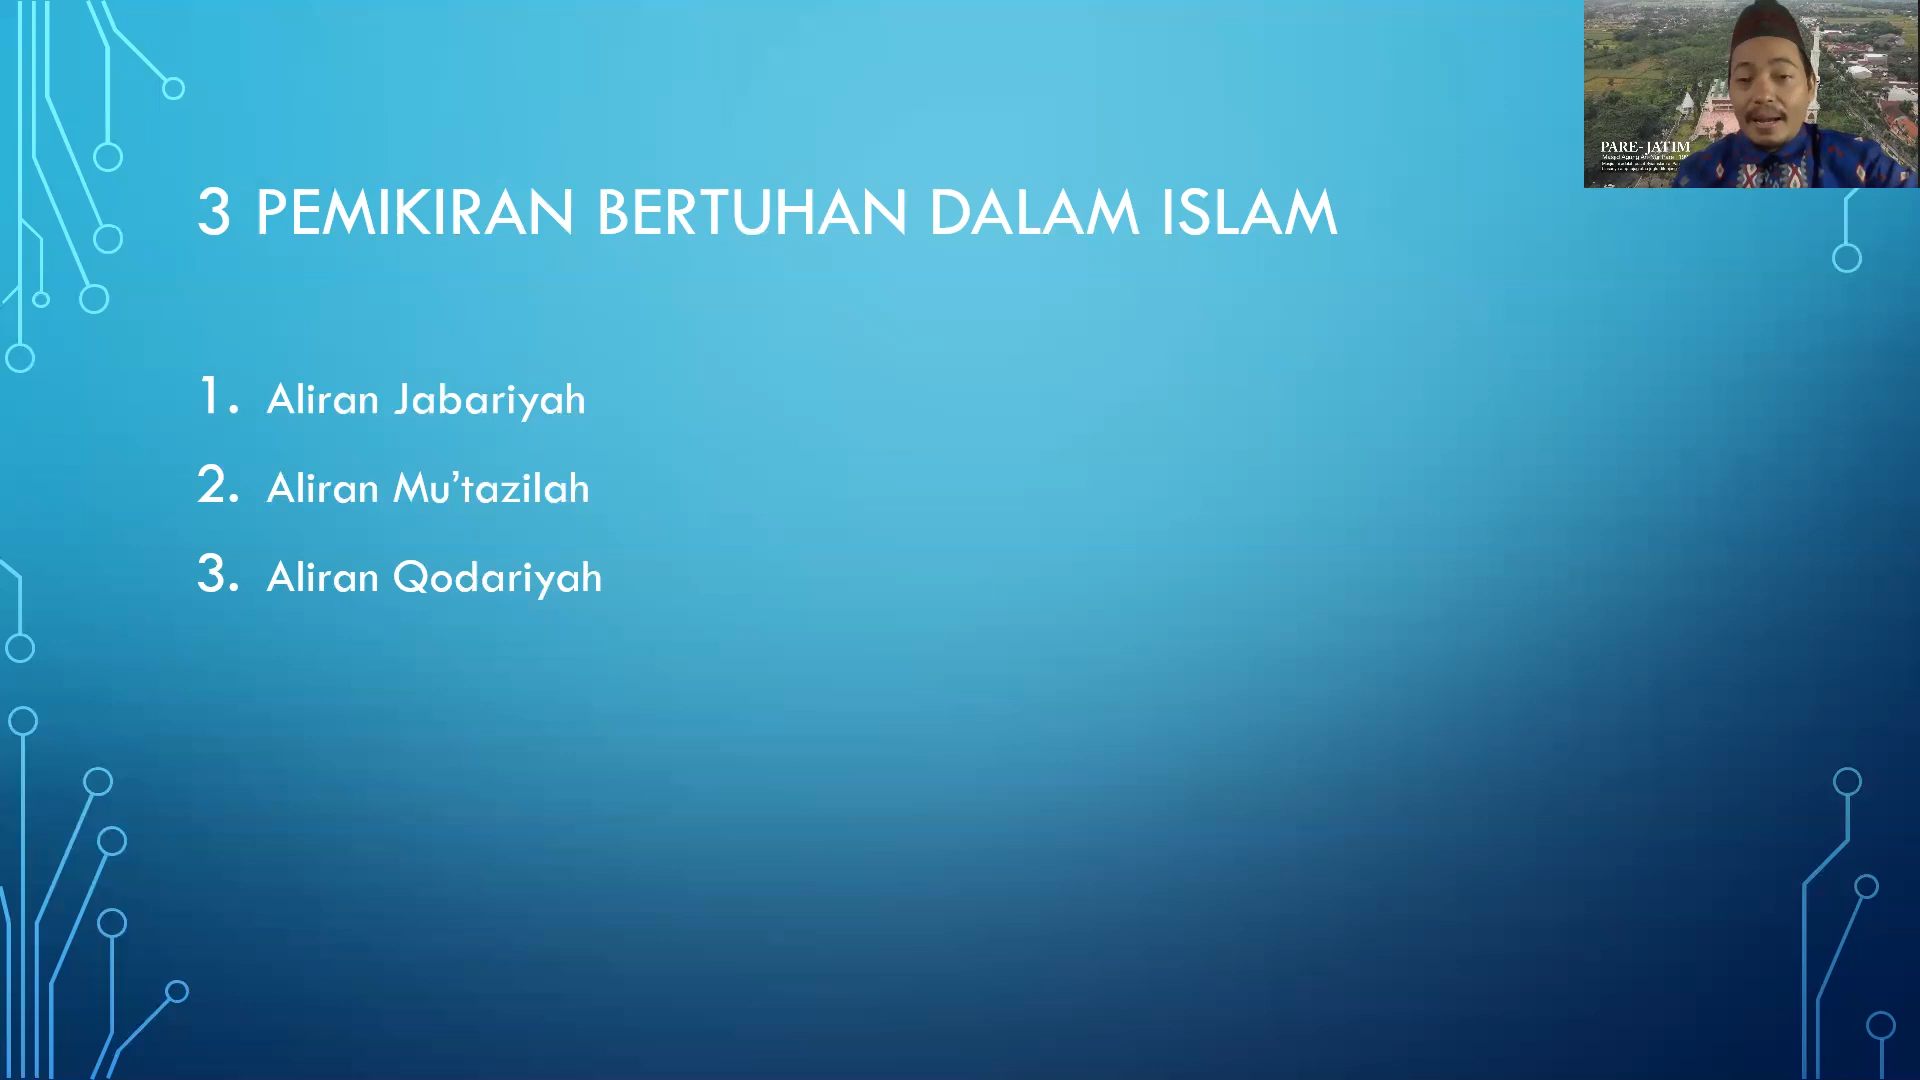 3 PEMIKIRAN BERTUHAN DALAM ISLAM
1. Aliran Jabariyah
2. Aliran Mu’tazilah
3. Aliran Qodariyah
PARE-JATIM